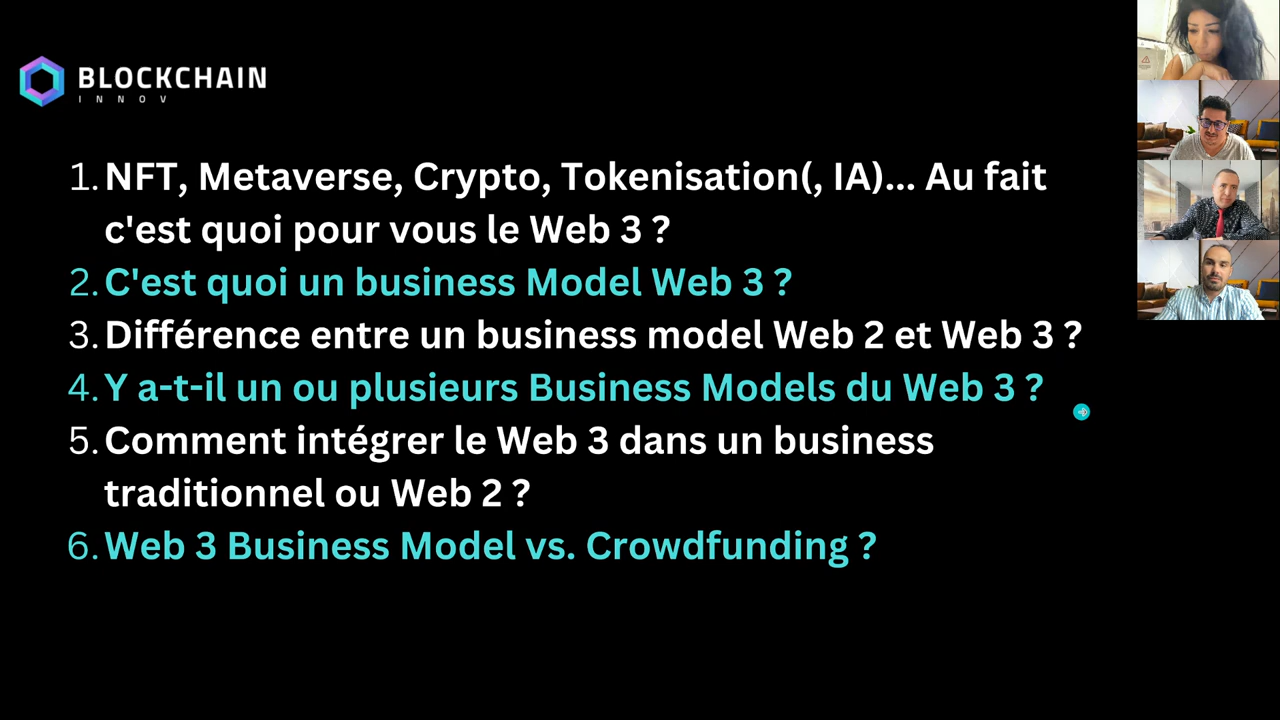 BLOCKCHAIN
INNOV
1. NFT, Metaverse, Crypto, Tokenisation(, IA)... Au fait
c'est quoi pour vous le Web 3 ?
2. C'est quoi un business Model Web 3 ?
3. Différence entre un business model Web 2 et Web 3 ?
4. Y a-t-il un ou plusieurs Business Models du Web 3 ?
5. Comment intégrer le Web 3 dans un business
traditionnel ou Web 2 ?
6. Web 3 Business Model vs. Crowdfunding ?